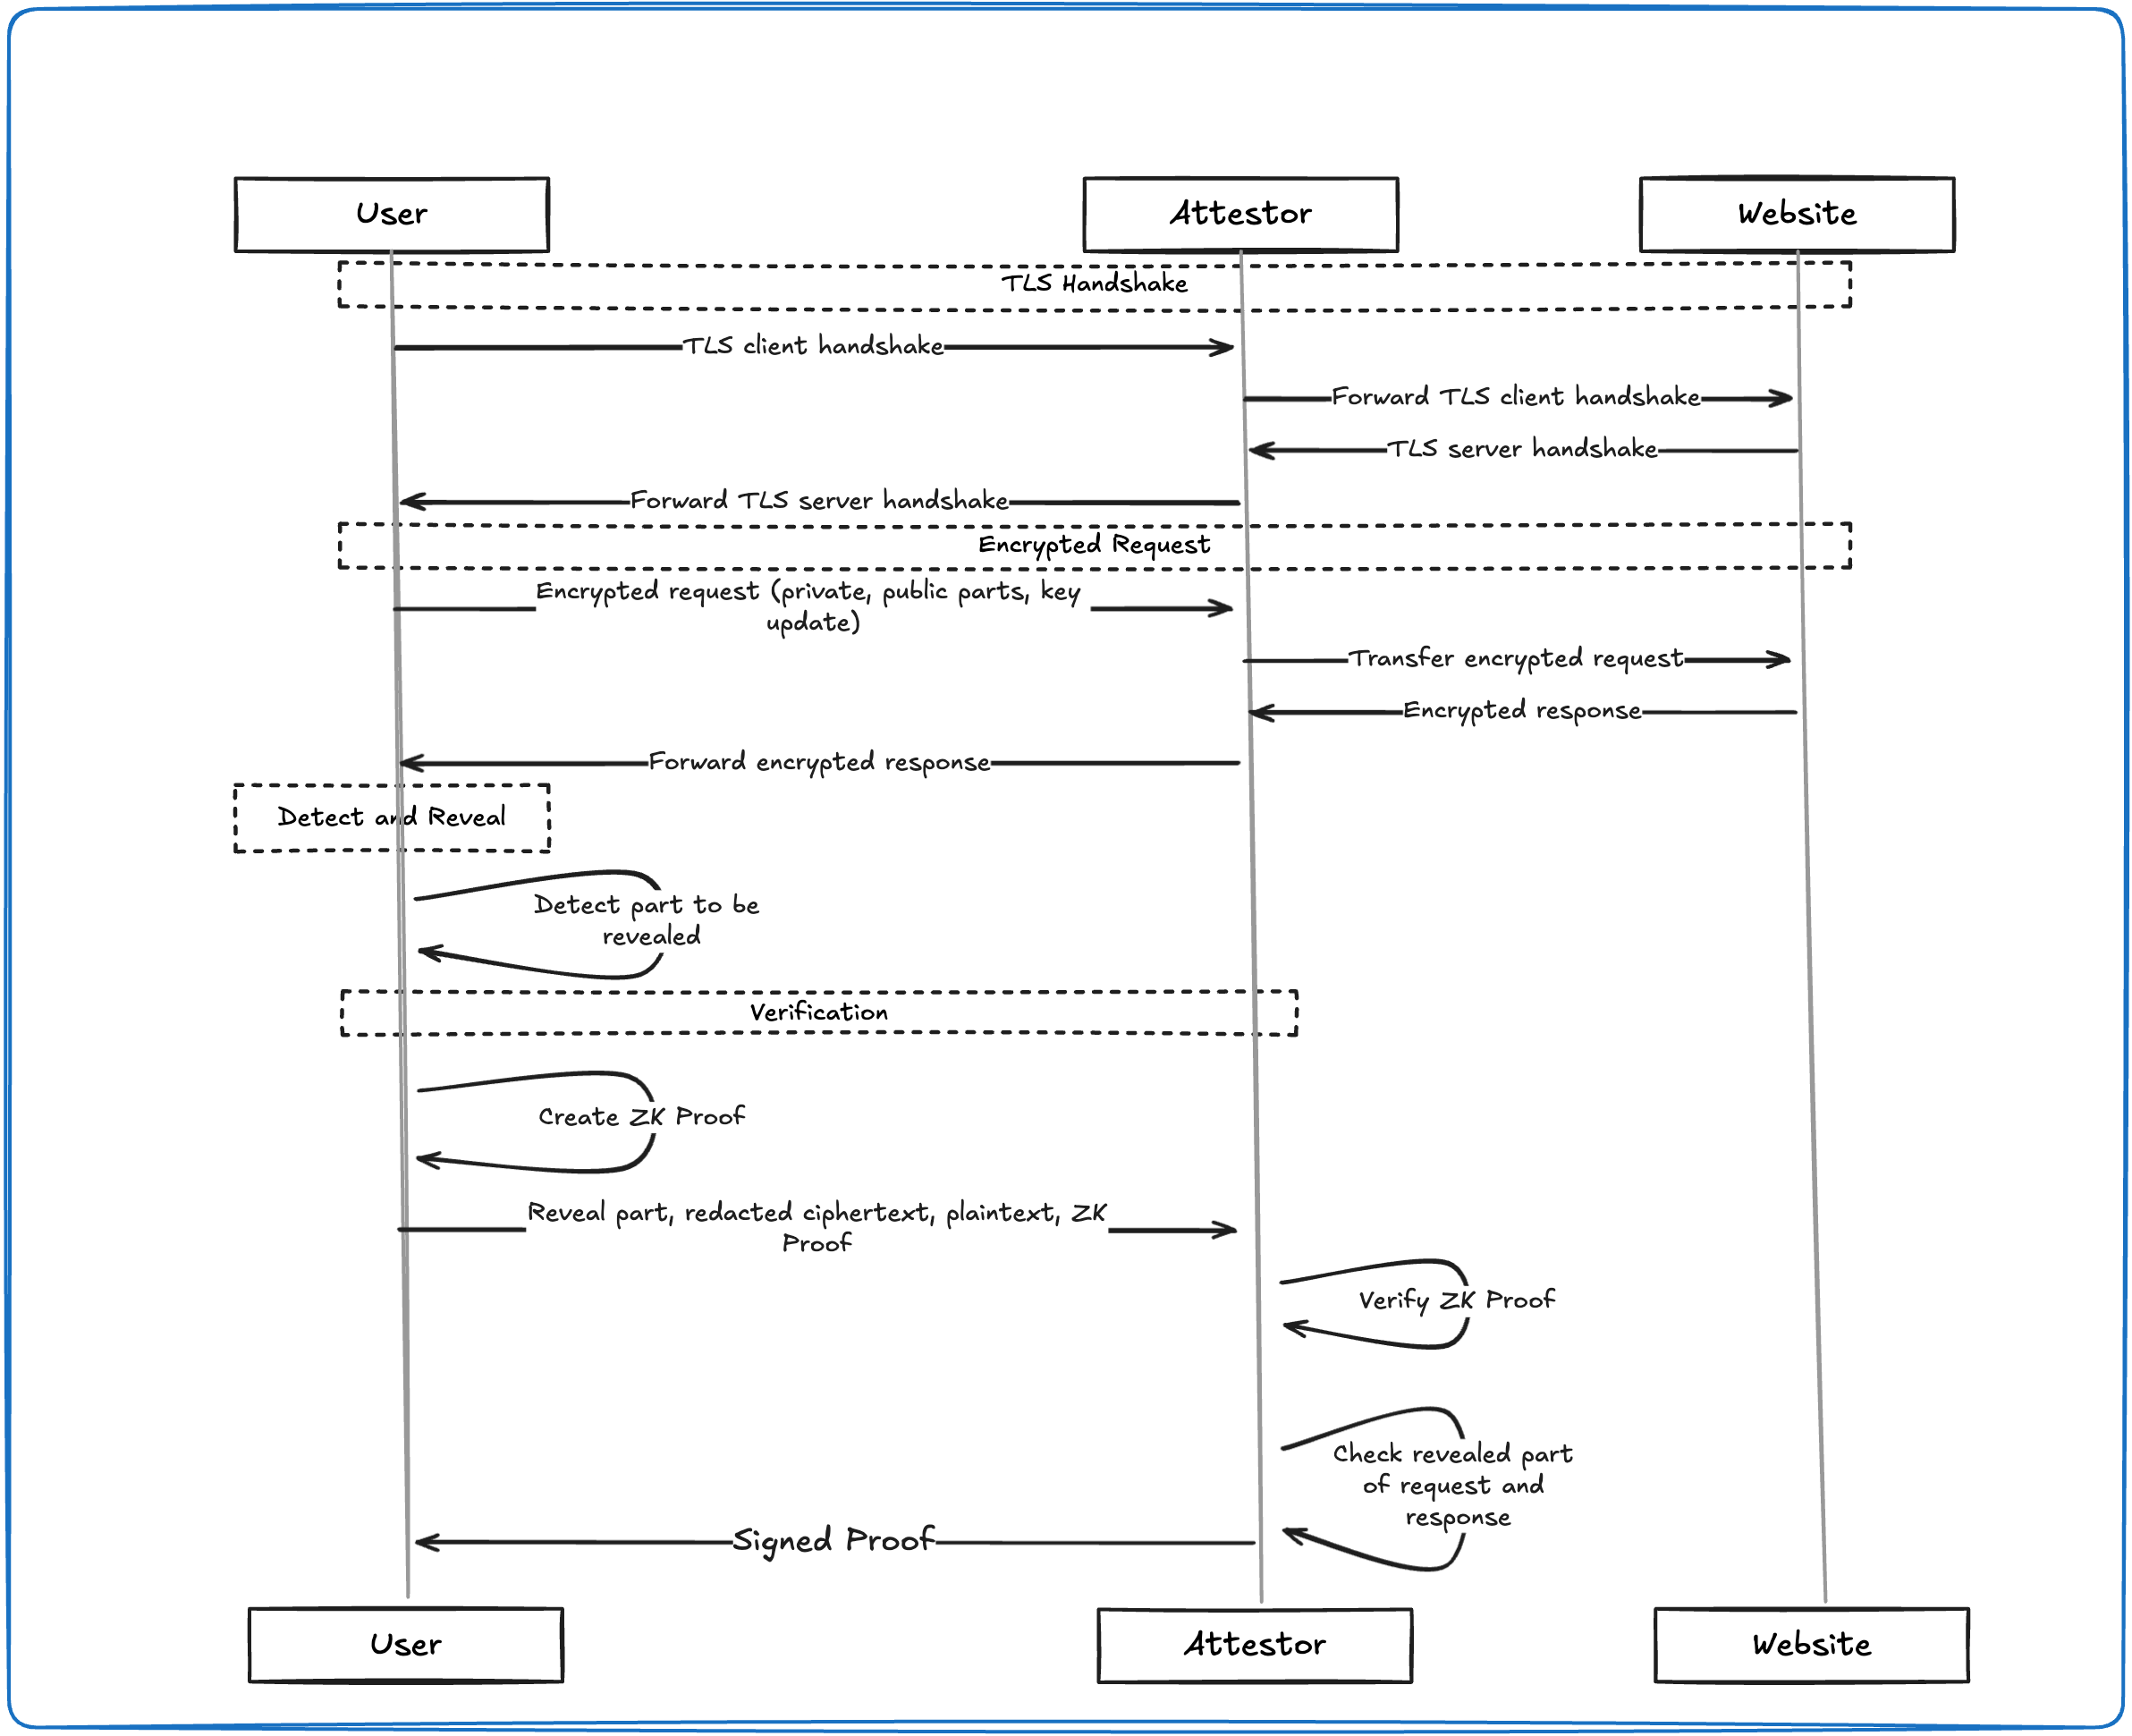 User
Attestor
Website
TLS Handshake
TLS client handshake
Forward TLS client handshake
TLS server handshake
Forward TLS server handshake
Encrypted Request
Encrypted request (private, public parts, key
update)
Transfer encrypted request
Encrypted response
Forward encrypted response
Detect and Reveal
Detect part to be
revealed
Verification
Create ZK Proof
Reveal part, redacted ciphertext, plaintext, ZK
Proof
Verify ZK Proof
Check revealed part
of request and
response
Signed Proof
User
Attestor
Website